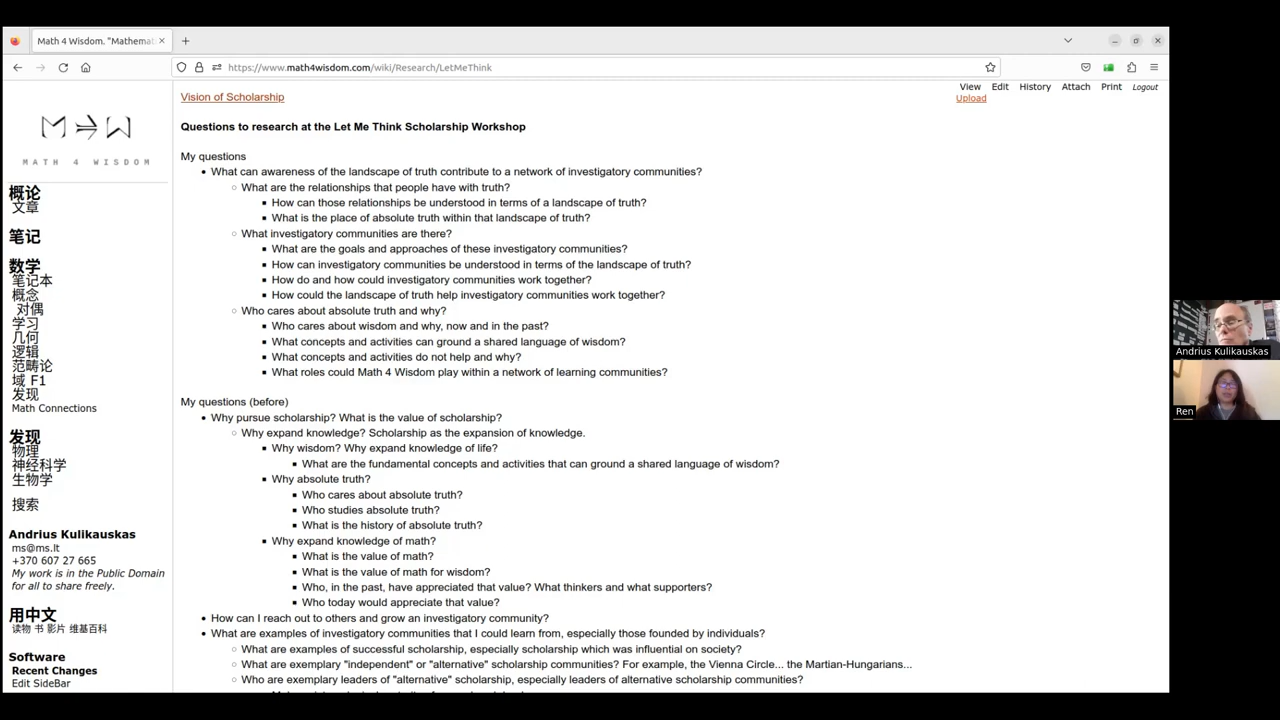 Math 4 Wisdom. "Mathemat
https://www.math4wisdom.com/wiki/Research/LetMeThink
View Edit History Attach Print Logout
Upload
M W
MATH 4 WISDOM
概论
文章
笔记
数学
笔记本
概念
对偶
学习
几何
逻辑
范畴论
域 F1
发现
Math Connections
发现
物理
神经科学
生物学
搜索
Andrius Kulikauskas
ms@ms.lt
+370 607 27 665
My work is in the Public Domain
for all to share freely.
用中文
读物 书 影片 维基百科
Software
Recent Changes
Edit SideBar
Vision of Scholarship
Questions to research at the Let Me Think Scholarship Workshop
My questions
What can awareness of the landscape of truth contribute to a network of investigatory communities?
What are the relationships that people have with truth?
How can those relationships be understood in terms of a landscape of truth?
What is the place of absolute truth within that landscape of truth?
What investigatory communities are there?
What are the goals and approaches of these investigatory communities?
How can investigatory communities be understood in terms of the landscape of truth?
How do and how could investigatory communities work together?
How could the landscape of truth help investigatory communities work together?
Who cares about absolute truth and why?
Who cares about wisdom and why, now and in the past?
What concepts and activities can ground a shared language of wisdom?
What concepts and activities do not help and why?
What roles could Math 4 Wisdom play within a network of learning communities?
My questions (before)
Why pursue scholarship? What is the value of scholarship?
Why expand knowledge? Scholarship as the expansion of knowledge.
Why wisdom? Why expand knowledge of life?
What are the fundamental concepts and activities that can ground a shared language of wisdom?
Why absolute truth?
Who cares about absolute truth?
Who studies absolute truth?
What is the history of absolute truth?
Why expand knowledge of math?
What is the value of math?
What is the value of math for wisdom?
Who, in the past, have appreciated that value? What thinkers and what supporters?
Who today would appreciate that value?
How can I reach out to others and grow an investigatory community?
What are examples of investigatory communities that I could learn from, especially those founded by individuals?
What are examples of successful scholarship, especially scholarship which was influential on society?
What are exemplary "independent" or "alternative" scholarship communities? For example, the Vienna Circle... the Martian-Hungarians...
Who are exemplary leaders of "alternative" scholarship, especially leaders of alternative scholarship communities?
Andrius Kulikauskas
Ren